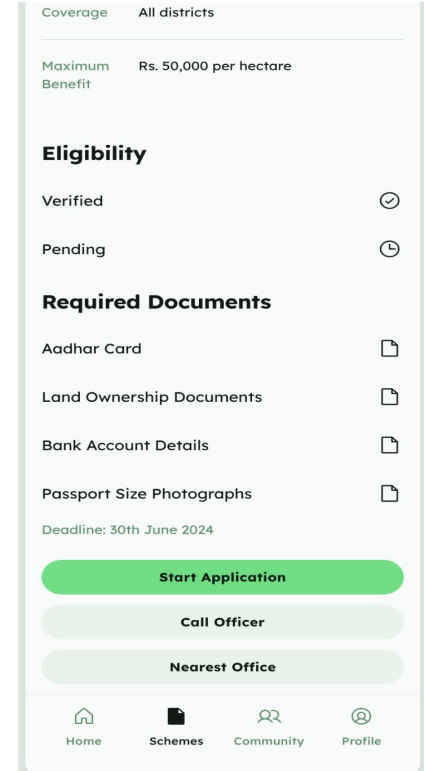 Coverage All districts
Maximum Rs. 50,000 per hectare
Benefit
Eligibility
Verified
Pending
Required Documents
Aadhar Card
Land Ownership Documents
Bank Account Details
Passport Size Photographs
Deadline: 30th June 2024
Start Application
Call Officer
Nearest Office
Home Schemes Community Profile